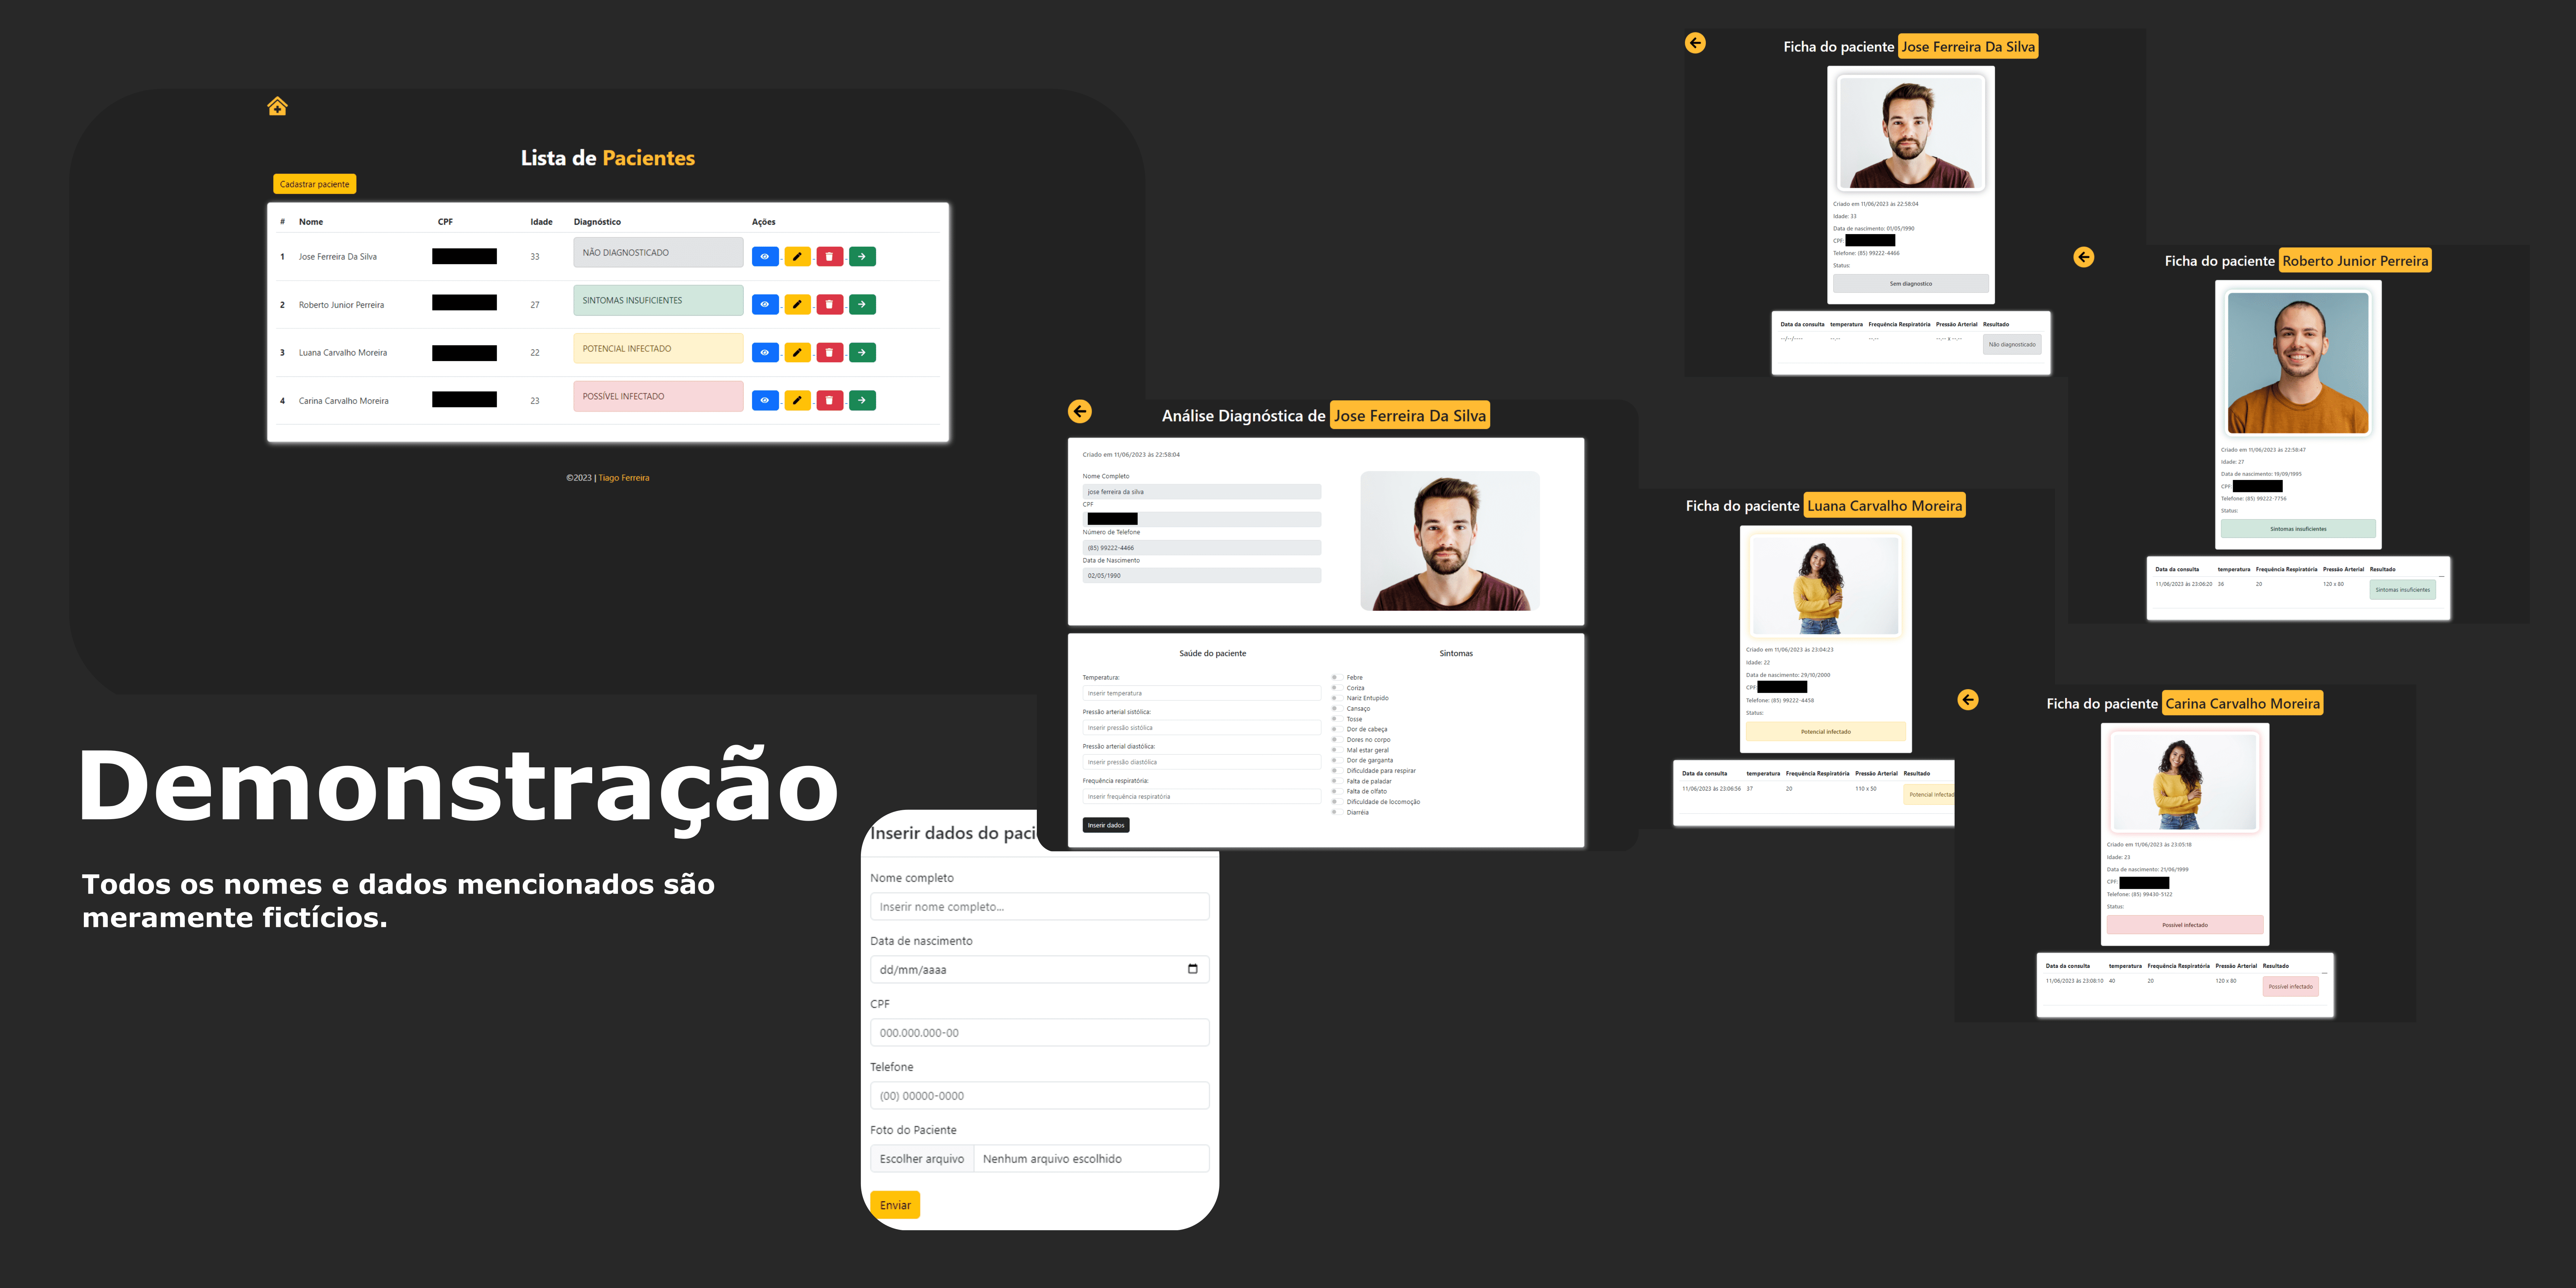 Lista de Pacientes
Cadastrar paciente
# Nome CPF Idade Diagnóstico Ações
1 Jose Ferreira Da Silva 33 NÃO DIAGNOSTICADO
2 Roberto Junior Perreira 27 SINTOMAS INSUFICIENTES
3 Luana Carvalho Moreira 22 POTENCIAL INFECTADO
4 Carina Carvalho Moreira 23 POSSÍVEL INFECTADO
©2023 | Tiago Ferreira
Demonstração
Todos os nomes e dados mencionados são
meramente fictícios.
Inserir dados do paci
Nome completo
Inserir nome completo...
Data de nascimento
dd/mm/aaaa
CPF
000.000.000-00
Telefone
(00) 00000-0000
Foto do Paciente
Escolher arquivo Nenhum arquivo escolhido
Enviar
Análise Diagnóstica de Jose Ferreira Da Silva
Criado em 11/06/2023 ás 22:58:04
Nome Completo
jose ferreira da silva
CPF
Número de Telefone
(85) 99222-4466
Data de Nascimento
02/05/1990
Saúde do paciente
Temperatura:
Inserir temperatura
Pressão arterial sistólica:
Inserir pressão sistólica
Pressão arterial diastólica:
Inserir pressão diastólica
Frequência respiratória:
Inserir frequência respiratória
Inserir dados
Sintomas
Febre
Coriza
Nariz Entupido
Cansaço
Tosse
Dor de cabeça
Dores no corpo
Mal estar geral
Dor de garganta
Dificuldade para respirar
Falta de paladar
Falta de olfato
Dificuldade de locomoção
Diarréia
Ficha do paciente Jose Ferreira Da Silva
Criado em 11/06/2023 às 22:58:04
Idade: 33
Data de nascimento: 01/05/1990
CPF:
Telefone: (85) 99222-4466
Status:
Sem diagnostico
Data da consulta temperatura Frequência Respiratória Pressão Arterial Resultado
--/--/---- --.-- --.-- --.-- x --.-- Não diagnosticado
Ficha do paciente Roberto Junior Perreira
Criado em 11/06/2023 às 22:58:47
Idade: 27
Data de nascimento: 19/09/1995
CPF:
Telefone: (85) 99222-7756
Status:
Sintomas insuficientes
Data da consulta temperatura Frequência Respiratória Pressão Arterial Resultado
11/06/2023 às 23:06:20 36 20 120 x 80 Sintomas insuficientes
Ficha do paciente Luana Carvalho Moreira
Criado em 11/06/2023 às 23:04:23
Idade: 22
Data de nascimento: 29/10/2000
CPF:
Telefone: (85) 99222-4458
Status:
Potencial infectado
Data da consulta temperatura Frequência Respiratória Pressão Arterial Resultado
11/06/2023 às 23:06:56 37 20 110 x 50 Potencial infectad
Ficha do paciente Carina Carvalho Moreira
Criado em 11/06/2023 às 23:05:18
Idade: 23
Data de nascimento: 21/06/1999
CPF:
Telefone: (85) 99430-5122
Status:
Possivel infectado
Data da consulta temperatura Frequência Respiratória Pressão Arterial Resultado
11/06/2023 às 23:08:10 40 20 120 x 80 Possivel infectado